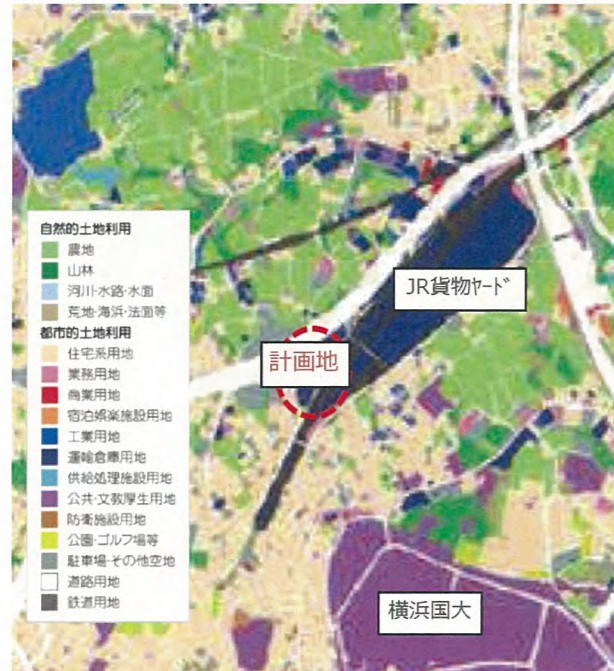 自然的土地利用
農地
山林
河川・水路・水面
荒地・海浜・法面等
都市的土地利用
住宅系用地
業務用地
商業用地
宿泊娯楽施設用地
工業用地
運輸倉庫用地
供給処理施設用地
公共・文教厚生用地
防衛施設用地
公園・ゴルフ場等
駐車場・その他空地
道路用地
鉄道用地
JR貨物ﾔｰﾄﾞ
計画地
横浜国大